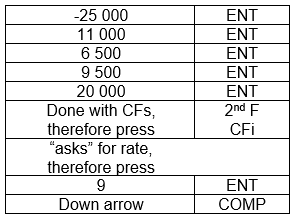 -25 000 ENT
11 000 ENT
6 500 ENT
9 500 ENT
20 000 ENT
Done with CFs, 2nd F
therefore press CFi
“asks” for rate,
therefore press
9 ENT
Down arrow COMP